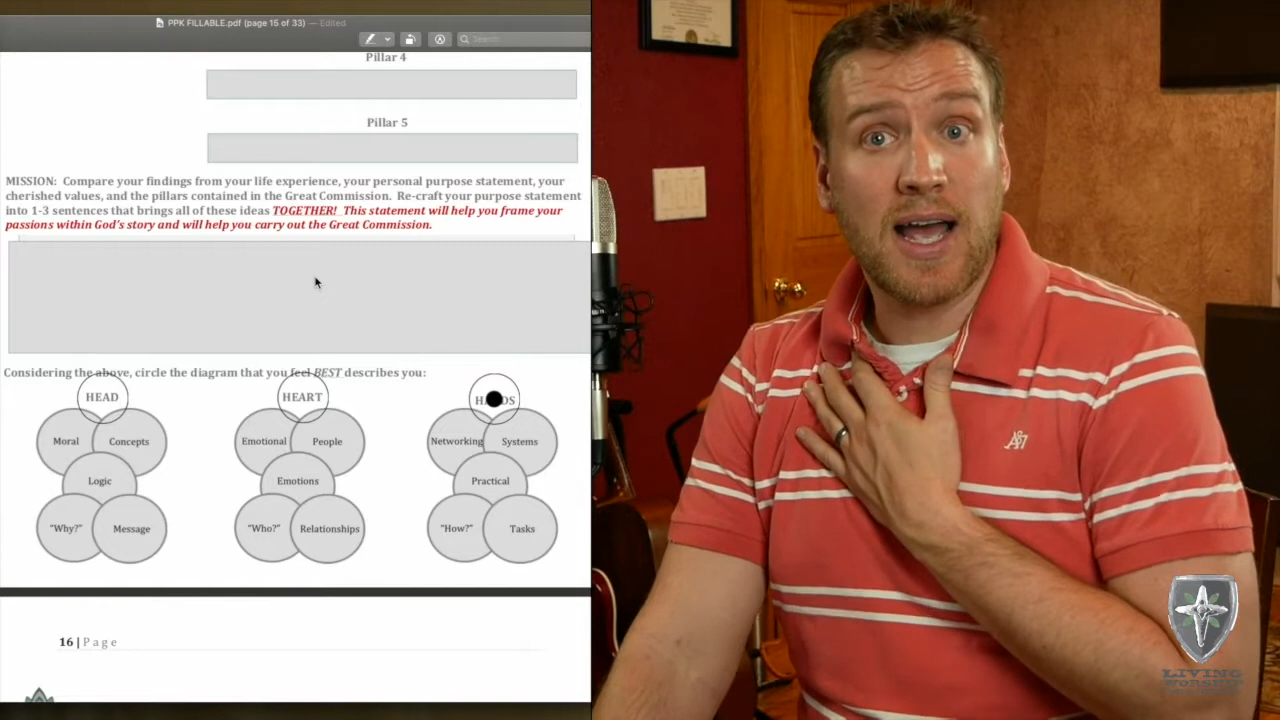 PPK FILLABLE.pdf (page 15 of 33) — Edited
Search
Pillar 4
Pillar 5
MISSION: Compare your findings from your life experience, your personal purpose statement, your
cherished values, and the pillars contained in the Great Commission. Re-craft your purpose statement
into 1-3 sentences that brings all of these ideas TOGETHER! This statement will help you frame your
passions within God's story and will help you carry out the Great Commission.
Considering the above, circle the diagram that you feel BEST describes you:
HEAD
Moral Concepts
Logic
"Why?" Message
HEART
Emotional People
Emotions
"Who?" Relationships
Networking Systems
Practical
"How?" Tasks
16 | Page
LIVING
WORSHIP